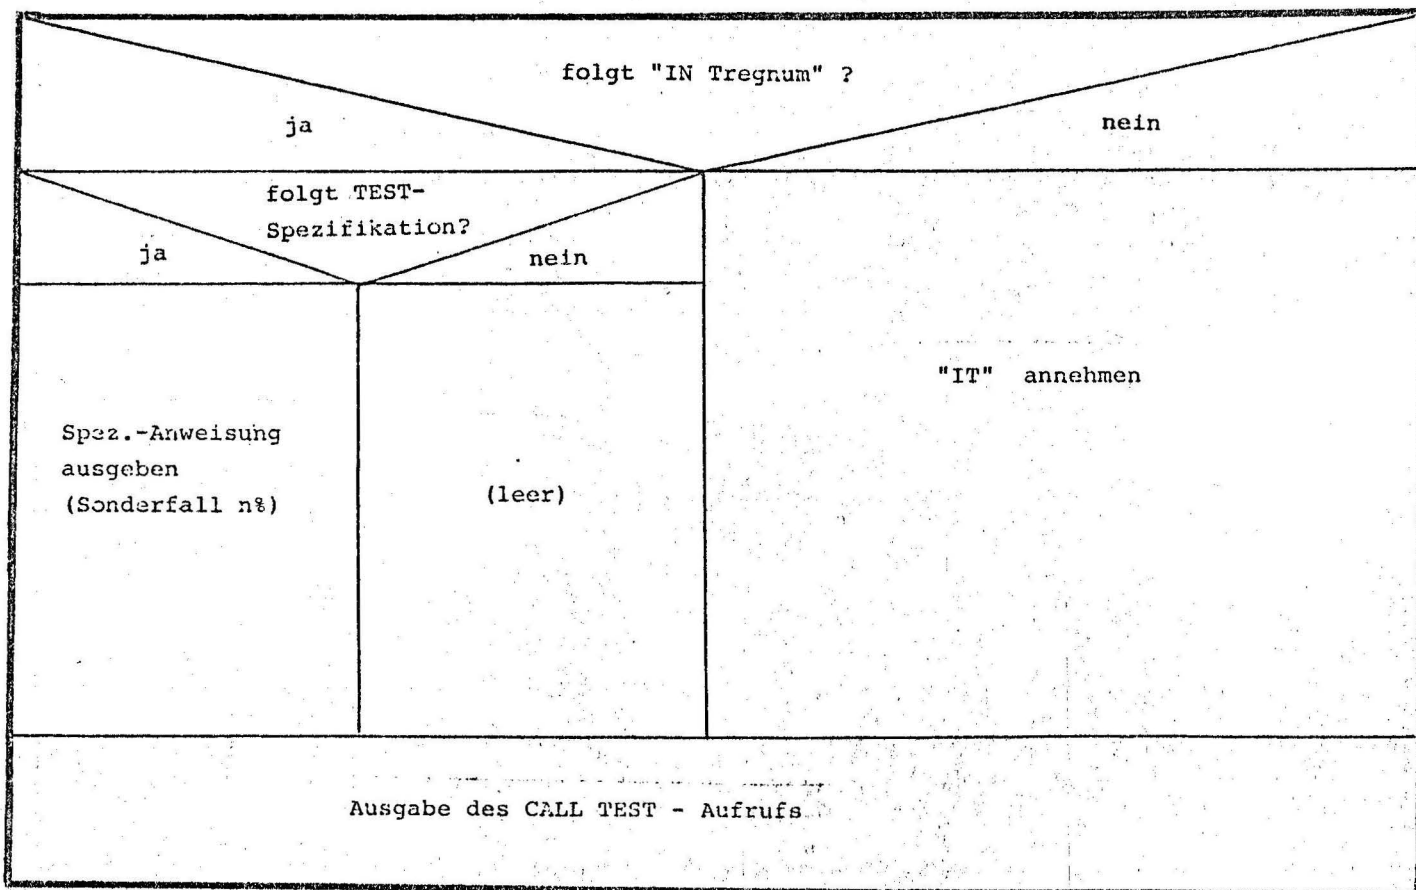 folgt "IN Tregnum" ?
ja
nein
folgt TEST-
Spezifikation?
ja
nein
"IT" annehmen
Spez.-Anweisung
ausgeben
(Sonderfall n%)
(leer)
Ausgabe des CALL TEST - Aufrufs